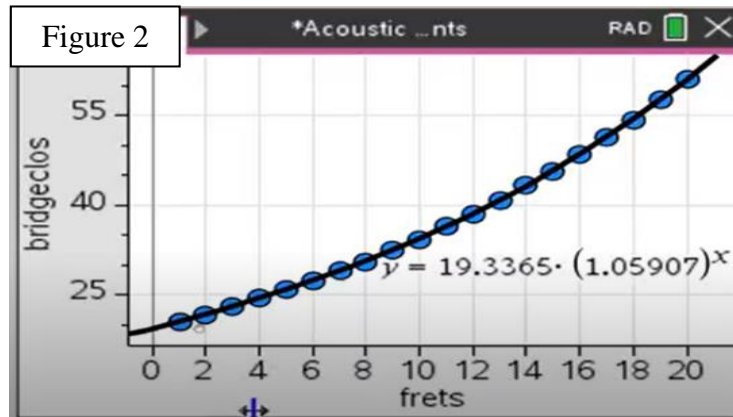 Figure 2
*Acoustic ...nts
RAD
55
40
25
bridgeclos
y = 19.3365· (1.05907)^x
0 2 4 6 8 10 12 14 16 18 20
frets